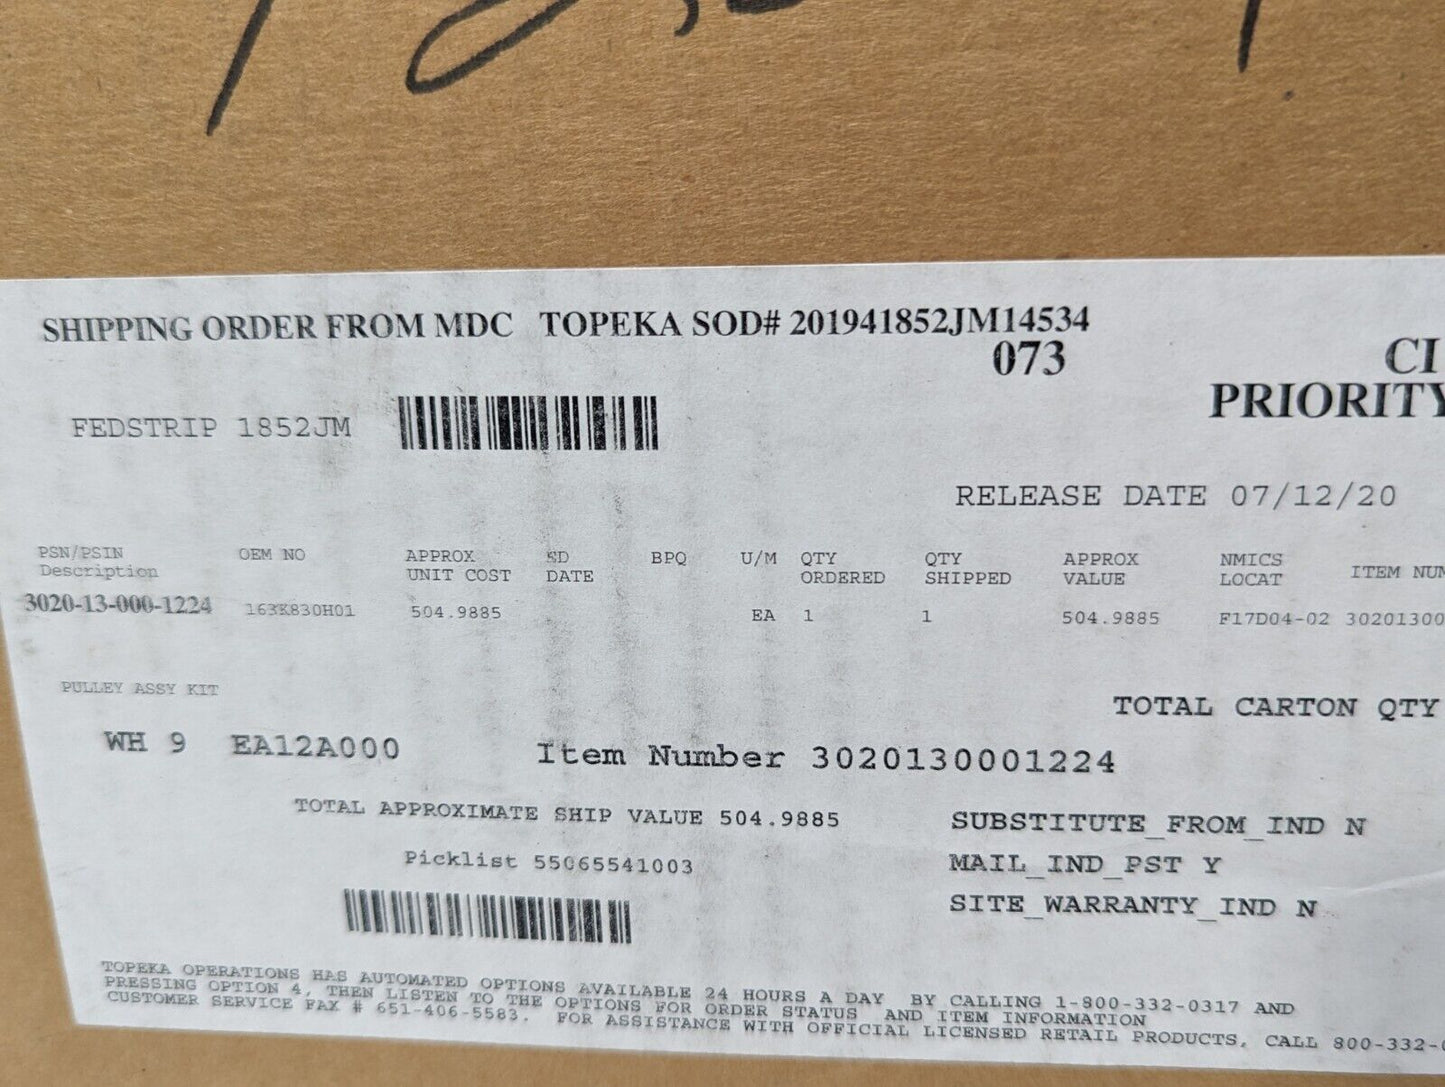 SHIPPING ORDER FROM MDC TOPEKA SOD# 201941852JM14534
073
CI
PRIORITY
FEDSTRIP 1852JM
RELEASE DATE 07/12/20
PSN/PSIN OEM NO APPROX SD BPQ U/M QTY QTY APPROX NMICS ITEM NUM
Description UNIT COST DATE ORDERED SHIPPED VALUE LOCAT
3020-13-000-1224 163K830H01 504.9885 EA 1 1 504.9885 F17D04-02 30201300
PULLEY ASSY KIT
TOTAL CARTON QTY
WH 9 EA12A000 Item Number 3020130001224
TOTAL APPROXIMATE SHIP VALUE 504.9885
SUBSTITUTE_FROM_IND N
Picklist 55065541003
MAIL_IND_PST Y
SITE_WARRANTY_IND N
TOPEKA OPERATIONS HAS AUTOMATED OPTIONS AVAILABLE 24 HOURS A DAY BY CALLING 1-800-332-0317 AND
PRESSING OPTION 4, THEN LISTEN TO THE OPTIONS FOR ORDER STATUS AND ITEM INFORMATION
CUSTOMER SERVICE FAX # 651-406-5583. FOR ASSISTANCE WITH OFFICIAL LICENSED RETAIL PRODUCTS, CALL 800-332-